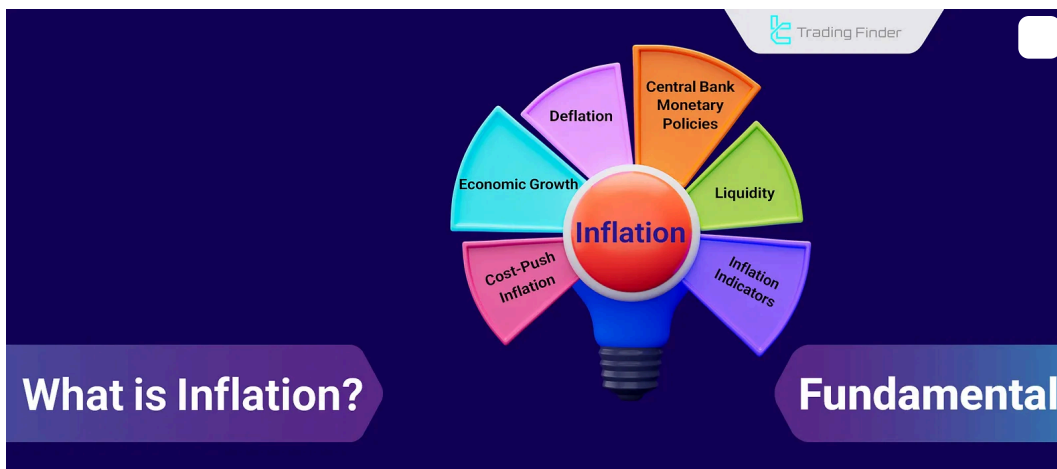 Trading Finder
Central Bank
Monetary
Policies
Deflation
Economic Growth
Liquidity
Inflation
Cost-Push
Inflation
Inflation
Indicators
What is Inflation?
Fundamental